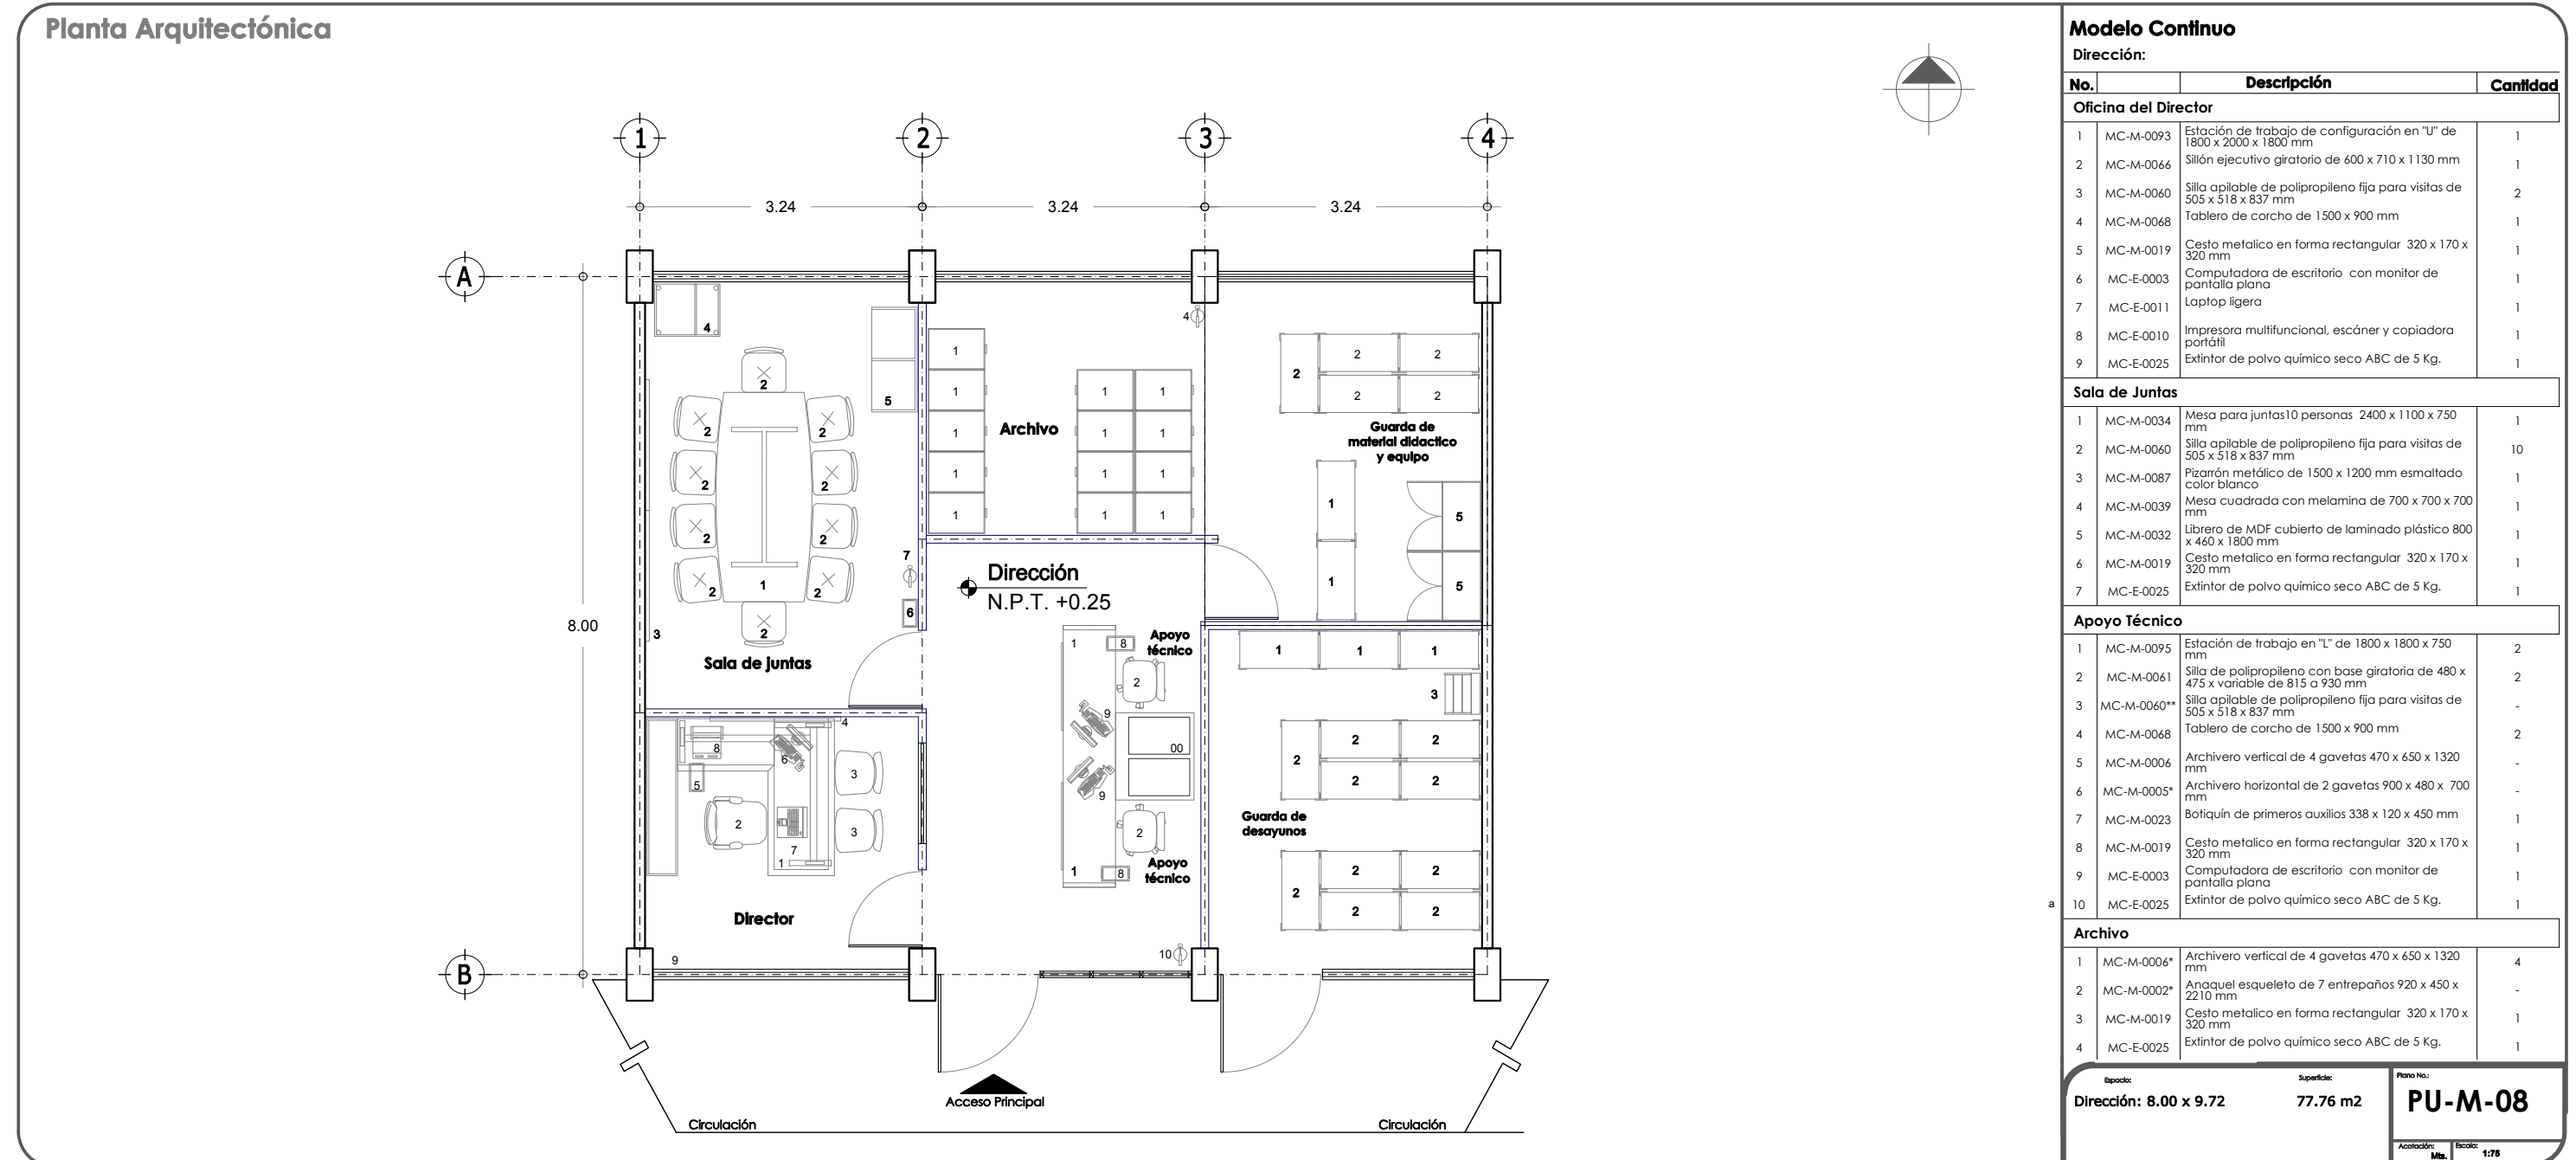 Planta Arquitectónica
1
2
3
4
3.24
3.24
3.24
A
4
4
1
2 2
2
2
1
5
1
1 1
2 2
2
Archivo
Guarda de
material didactico
y equipo
2
2
1
1 1
2
2
1
1 1
1
5
2
2
1
1 1
7
Dirección
N.P.T. +0.25
1
5
2
1
2
6
8.00
3
2
Sala de juntas
1
8
Apoyo
técnico
1
1
1
2
3
4
9
2
2
8
6
3
00
2
5
9
2
2
2
3
7
1
2
Guarda de
desayunos
1
8
Apoyo
técnico
2
2
2
2
2
Director
10
9
B
Acceso Principal
Circulación
Circulación
a
Modelo Continuo
Dirección:
No. Descripción Cantidad
Oficina del Director
1 MC-M-0093 Estación de trabajo de configuración en "U" de
1800 x 2000 x 1800 mm 1
2 MC-M-0066 Sillón ejecutivo giratorio de 600 x 710 x 1130 mm 1
3 MC-M-0060 Silla apilable de polipropileno fija para visitas de
505 x 518 x 837 mm 2
4 MC-M-0068 Tablero de corcho de 1500 x 900 mm 1
5 MC-M-0019 Cesto metalico en forma rectangular 320 x 170 x
320 mm 1
6 MC-E-0003 Computadora de escritorio con monitor de
pantalla plana 1
7 MC-E-0011 Laptop ligera 1
8 MC-E-0010 Impresora multifuncional, escáner y copiadora
portátil 1
9 MC-E-0025 Extintor de polvo químico seco ABC de 5 Kg. 1
Sala de Juntas
1 MC-M-0034 Mesa para juntas10 personas 2400 x 1100 x 750
mm 1
2 MC-M-0060 Silla apilable de polipropileno fija para visitas de
505 x 518 x 837 mm 10
3 MC-M-0087 Pizarrón metálico de 1500 x 1200 mm esmaltado
color blanco 1
4 MC-M-0039 Mesa cuadrada con melamina de 700 x 700 x 700
mm 1
5 MC-M-0032 Librero de MDF cubierto de laminado plástico 800
x 460 x 1800 mm 1
6 MC-M-0019 Cesto metalico en forma rectangular 320 x 170 x
320 mm 1
7 MC-E-0025 Extintor de polvo químico seco ABC de 5 Kg. 1
Apoyo Técnico
1 MC-M-0095 Estación de trabajo en "L" de 1800 x 1800 x 750
mm 2
2 MC-M-0061 Silla de polipropileno con base giratoria de 480 x
475 x variable de 815 a 930 mm 2
3 MC-M-0060** Silla apilable de polipropileno fija para visitas de
505 x 518 x 837 mm -
4 MC-M-0068 Tablero de corcho de 1500 x 900 mm 2
5 MC-M-0006 Archivero vertical de 4 gavetas 470 x 650 x 1320
mm -
6 MC-M-0005* Archivero horizontal de 2 gavetas 900 x 480 x 700
mm -
7 MC-M-0023 Botiquín de primeros auxilios 338 x 120 x 450 mm 1
8 MC-M-0019 Cesto metalico en forma rectangular 320 x 170 x
320 mm 1
9 MC-E-0003 Computadora de escritorio con monitor de
pantalla plana 1
10 MC-E-0025 Extintor de polvo químico seco ABC de 5 Kg. 1
Archivo
1 MC-M-0006* Archivero vertical de 4 gavetas 470 x 650 x 1320
mm 4
2 MC-M-0002* Anaquel esqueleto de 7 entrepaños 920 x 450 x
2210 mm -
3 MC-M-0019 Cesto metalico en forma rectangular 320 x 170 x
320 mm 1
4 MC-E-0025 Extintor de polvo químico seco ABC de 5 Kg. 1
Espacio: Superficie: Plano No.:
Dirección: 8.00 x 9.72 77.76 m2 PU-M-08
Acotación: Mts. Escala: 1:75